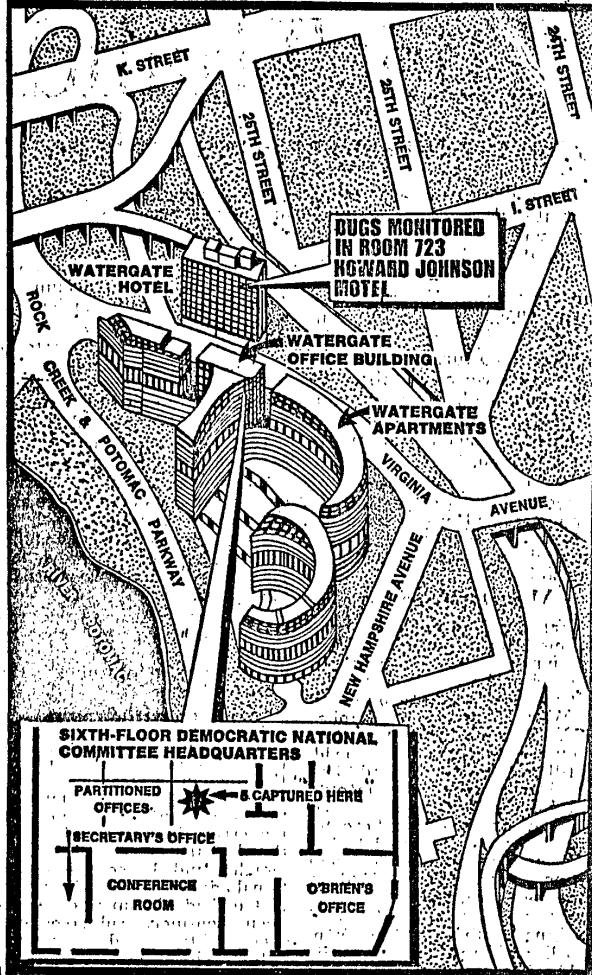 K. STREET
26TH STREET
25TH STREET
24TH STREET
I. STREET
BUGS MONITORED
IN ROOM 723
HOWARD JOHNSON
MOTEL
WATERGATE
HOTEL
WATERGATE
OFFICE BUILDING
WATERGATE
APARTMENTS
ROCK
CREEK & POTOMAC PARKWAY
VIRGINIA
AVENUE
NEW HAMPSHIRE AVENUE
POTOMAC
SIXTH-FLOOR DEMOCRATIC NATIONAL
COMMITTEE HEADQUARTERS
PARTITIONED
OFFICES
5 CAPTURED HERE
SECRETARY'S OFFICE
CONFERENCE
ROOM
O'BRIEN'S
OFFICE